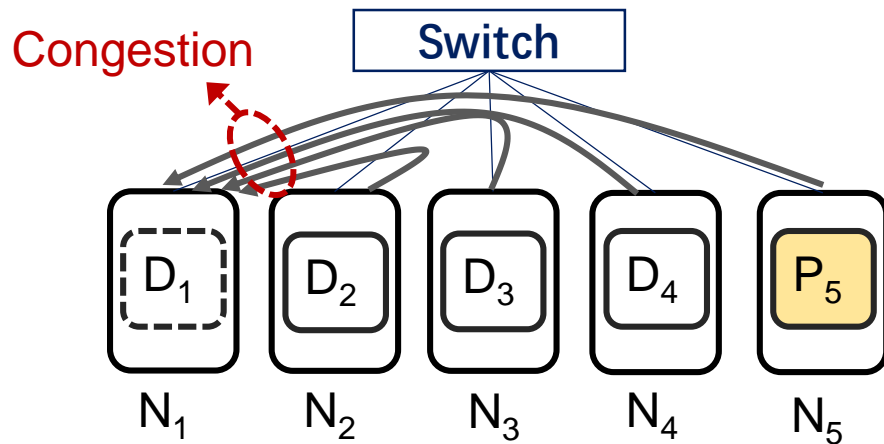 Switch
Congestion
D₁ D₂ D₃ D₄ P₅
N₁ N₂ N₃ N₄ N₅